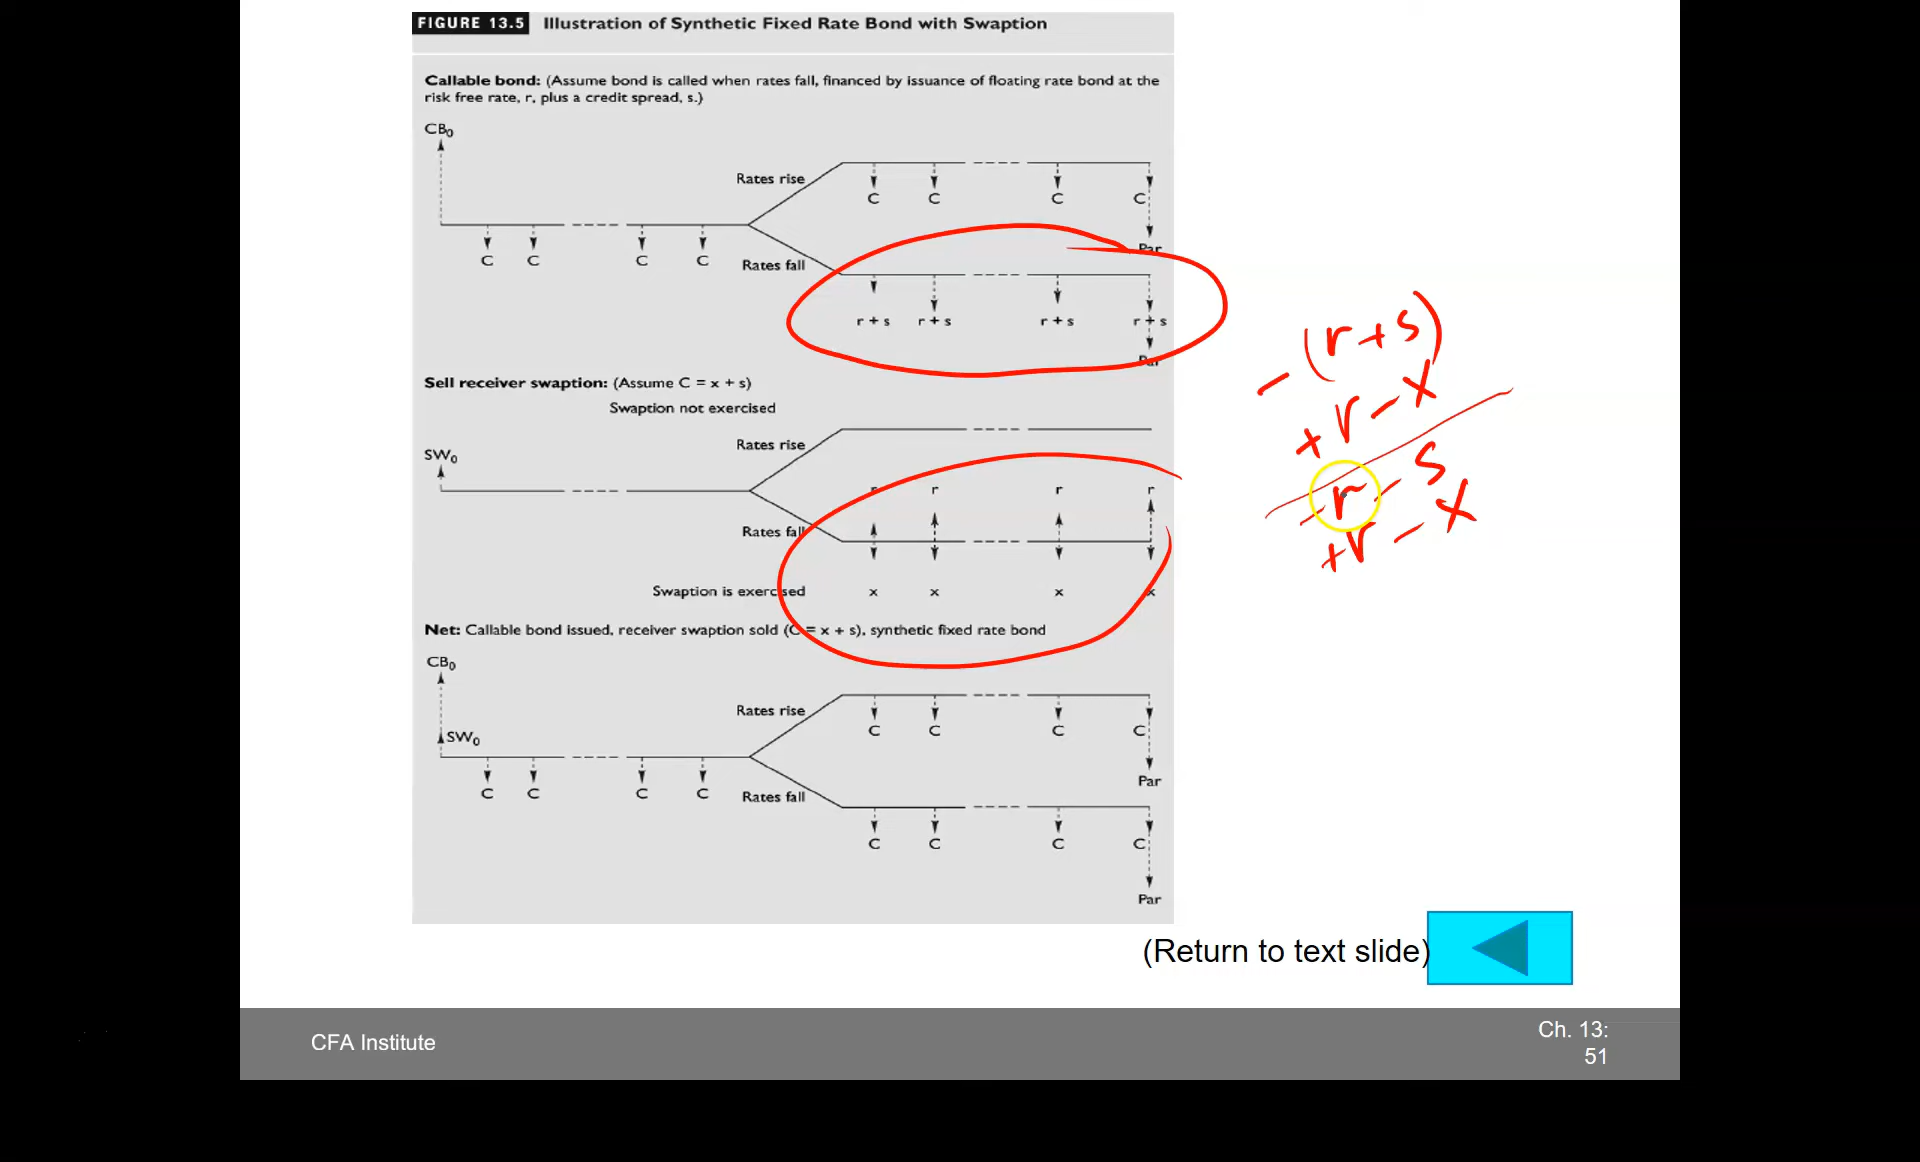 FIGURE 13.5 Illustration of Synthetic Fixed Rate Bond with Swaption
Callable bond: (Assume bond is called when rates fall, financed by issuance of floating rate bond at the
risk free rate, r, plus a credit spread, s.)
CB0
Rates rise
C C C C
Par
C C C C
Rates fall
r + s r + s r + s r + s
Par
Sell receiver swaption: (Assume C = x + s)
Swaption not exercised
Rates rise
SW0
r r r r
Rates fall
Swaption is exercised
x x x x
Net: Callable bond issued, receiver swaption sold (C = x + s), synthetic fixed rate bond
CB0
Rates rise
C C C C
SW0
Par
C C C C
Rates fall
C C C C
Par
- (r + s)
+ r - x
- r - s
+ r - x
(Return to text slide)
CFA Institute
Ch. 13:
51